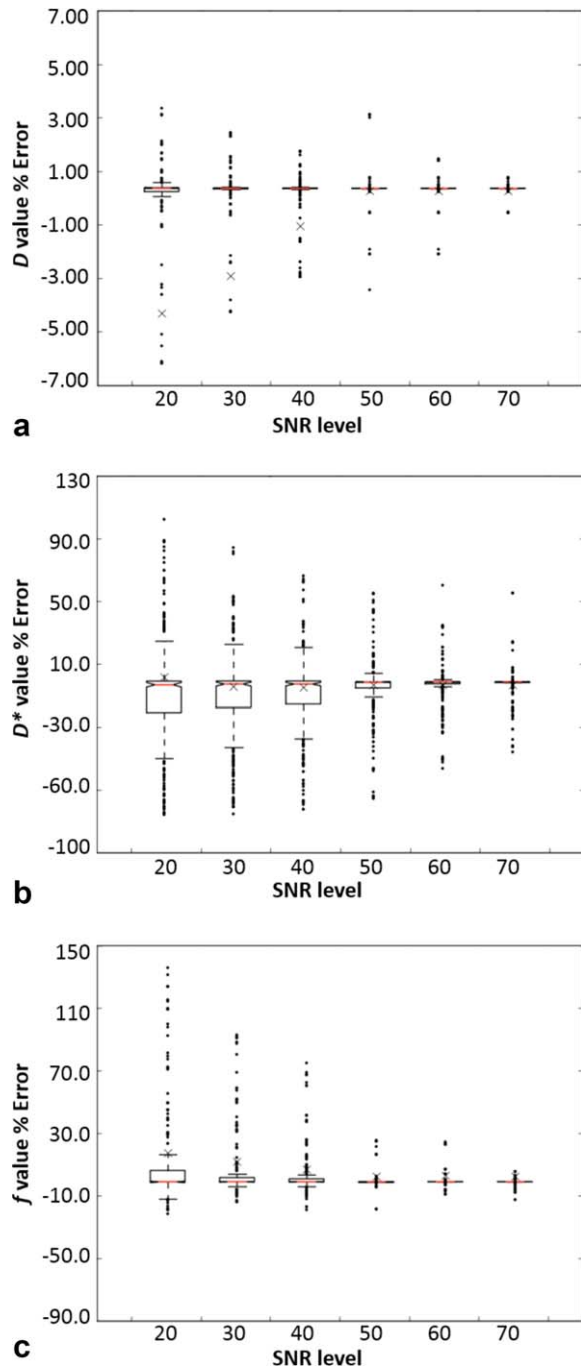 7.00
5.00
3.00
1.00
-1.00
-3.00
-5.00
-7.00
D value % Error
20 30 40 50 60 70
SNR level
a
130
90.0
50.0
10.0
-30.0
-60.0
-100
D* value % Error
20 30 40 50 60 70
SNR level
b
150
110
70.0
30.0
-10.0
-50.0
-90.0
f value % Error
20 30 40 50 60 70
SNR level
c